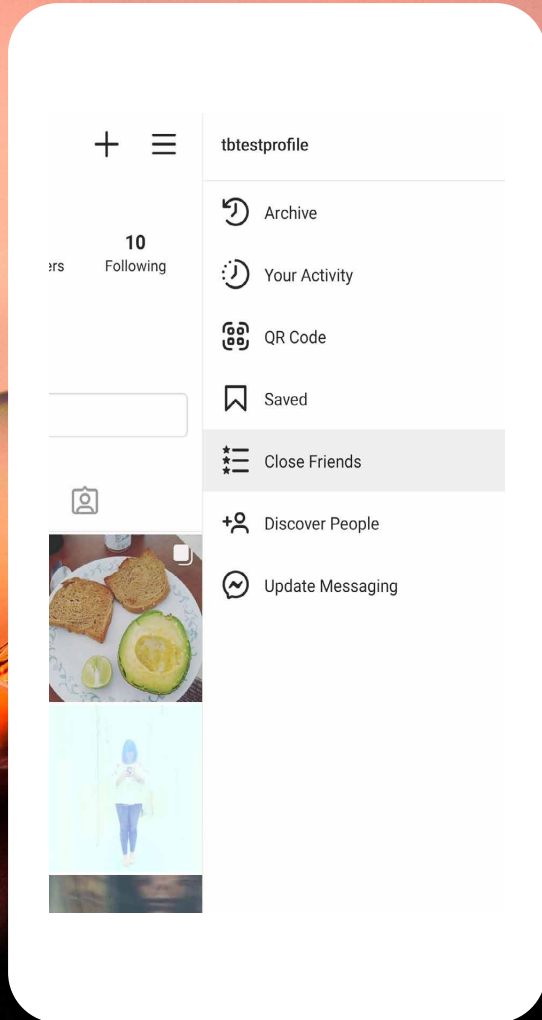 tbtestprofile
Archive
10
ers
Following
Your Activity
QR Code
Saved
Close Friends
Discover People
Update Messaging